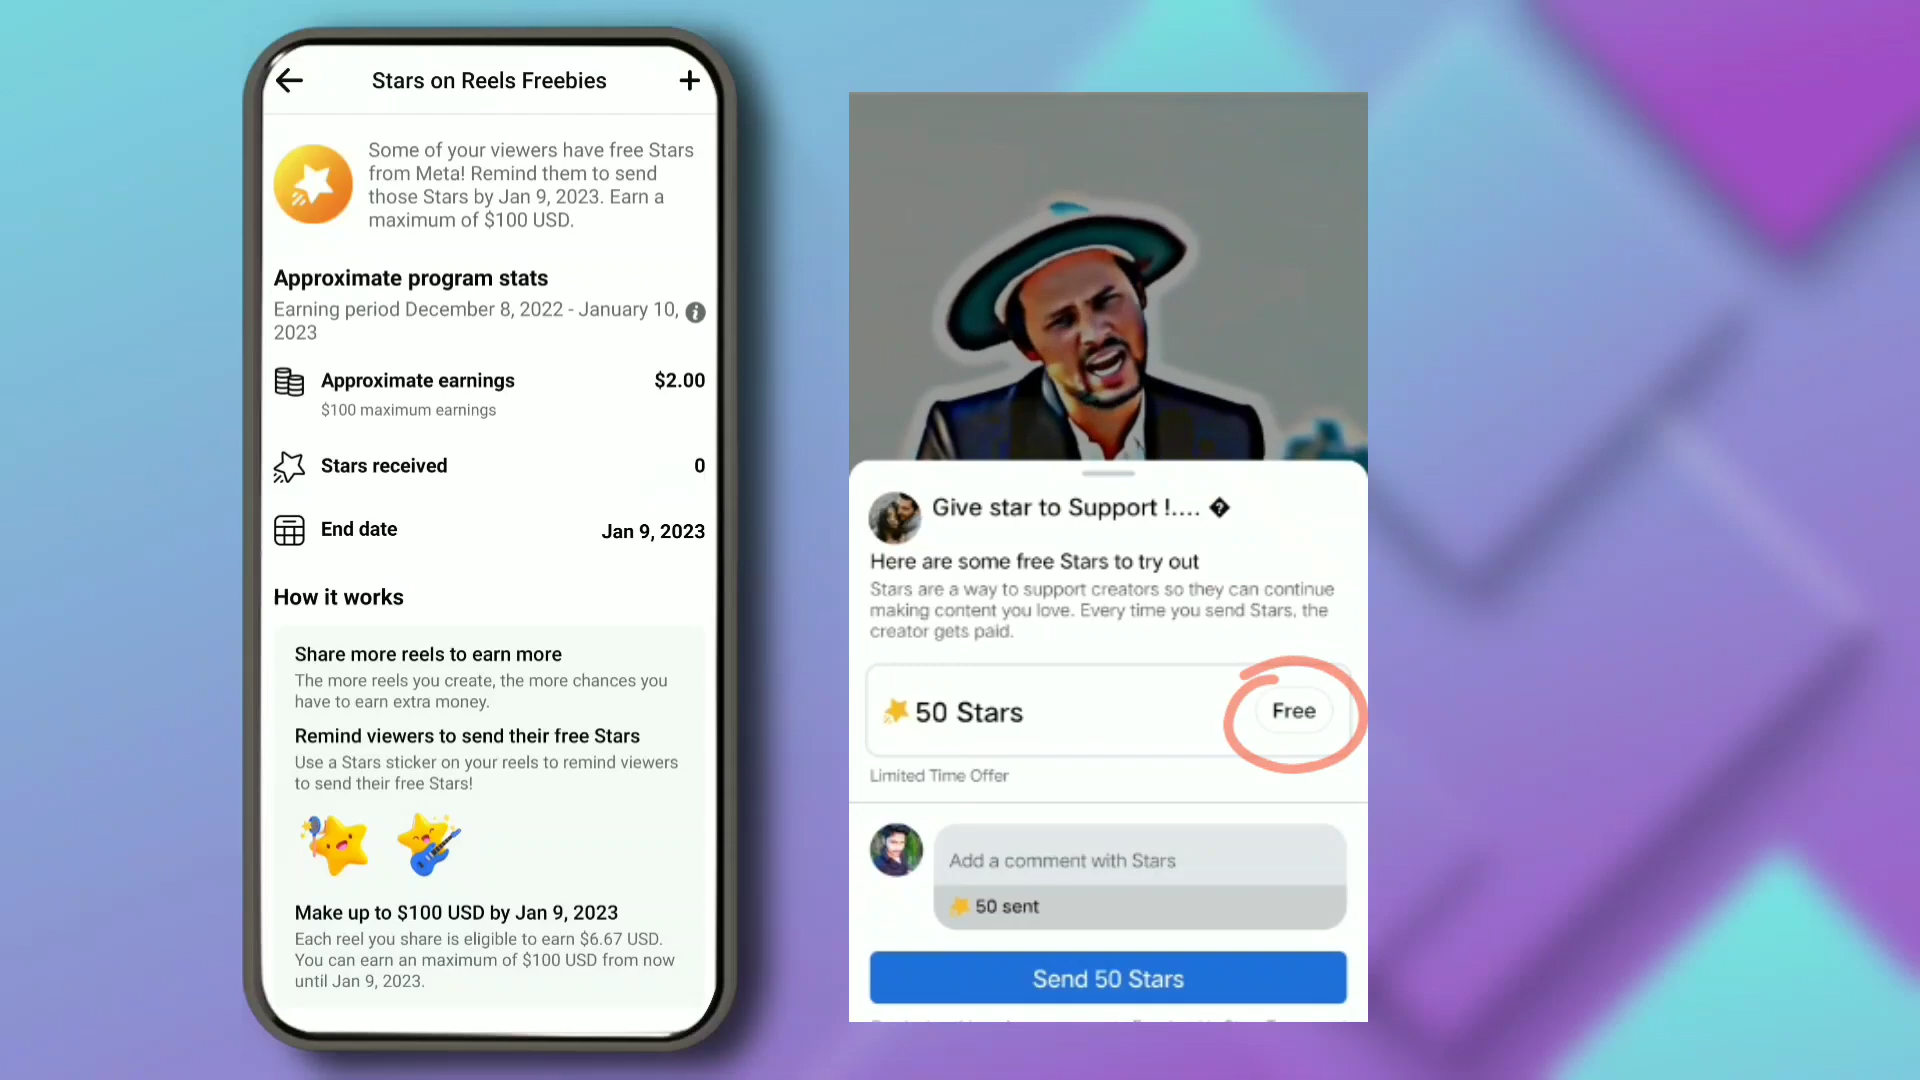 Stars on Reels Freebies
Some of your viewers have free Stars
from Meta! Remind them to send
those Stars by Jan 9, 2023. Earn a
maximum of $100 USD.
Approximate program stats
Earning period December 8, 2022 - January 10,
2023
Approximate earnings $2.00
$100 maximum earnings
Stars received 0
End date Jan 9, 2023
How it works
Share more reels to earn more
The more reels you create, the more chances you
have to earn extra money.
Remind viewers to send their free Stars
Use a Stars sticker on your reels to remind viewers
to send their free Stars!
Make up to $100 USD by Jan 9, 2023
Each reel you share is eligible to earn $6.67 USD.
You can earn an maximum of $100 USD from now
until Jan 9, 2023.
Give star to Support !.... �
Here are some free Stars to try out
Stars are a way to support creators so they can continue
making content you love. Every time you send Stars, the
creator gets paid.
50 Stars Free
Limited Time Offer
Add a comment with Stars
50 sent
Send 50 Stars